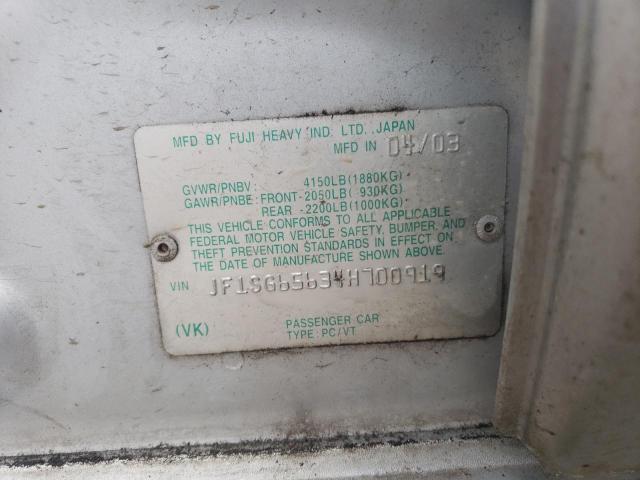 MFD BY FUJI HEAVY IND. LTD. JAPAN
MFD IN 04/03
GVWR/PNBV : 4150LB(1880KG)
GAWR/PNBE: FRONT-2050LB( 930KG)
REAR -2200LB(1000KG)
THIS VEHICLE CONFORMS TO ALL APPLICABLE
FEDERAL MOTOR VEHICLE SAFETY, BUMPER, AND
THEFT PREVENTION STANDARDS IN EFFECT ON
THE DATE OF MANUFACTURE SHOWN ABOVE.
VIN JF1SG65634H700919
(VK) PASSENGER CAR
TYPE: PC/VT